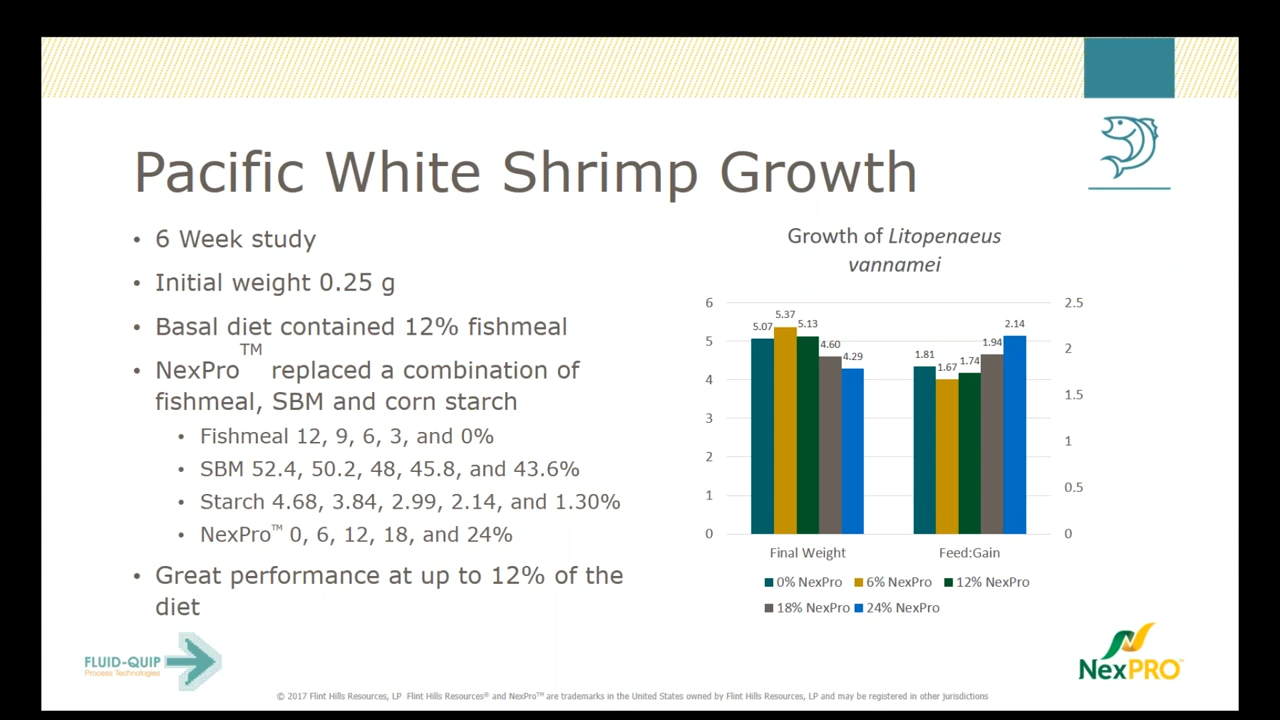 Pacific White Shrimp Growth
• 6 Week study
• Initial weight 0.25 g
• Basal diet contained 12% fishmeal
• NexPro™ replaced a combination of
fishmeal, SBM and corn starch
• Fishmeal 12, 9, 6, 3, and 0%
• SBM 52.4, 50.2, 48, 45.8, and 43.6%
• Starch 4.68, 3.84, 2.99, 2.14, and 1.30%
• NexPro™ 0, 6, 12, 18, and 24%
• Great performance at up to 12% of the
diet
Growth of Litopenaeus
vannamei
6
5
4
3
2
1
0
5.07
5.37
5.13
4.60
4.29
1.81
1.67
1.74
1.94
2.14
2.5
2
1.5
1
0.5
0
Final Weight
Feed:Gain
0% NexPro 6% NexPro 12% NexPro
18% NexPro 24% NexPro
FLUID-QUIP
Process Technologies
NexPRO™
© 2017 Flint Hills Resources, LP Flint Hills Resources® and NexPro™ are trademarks in the United States owned by Flint Hills Resources, LP and may be registered in other jurisdictions